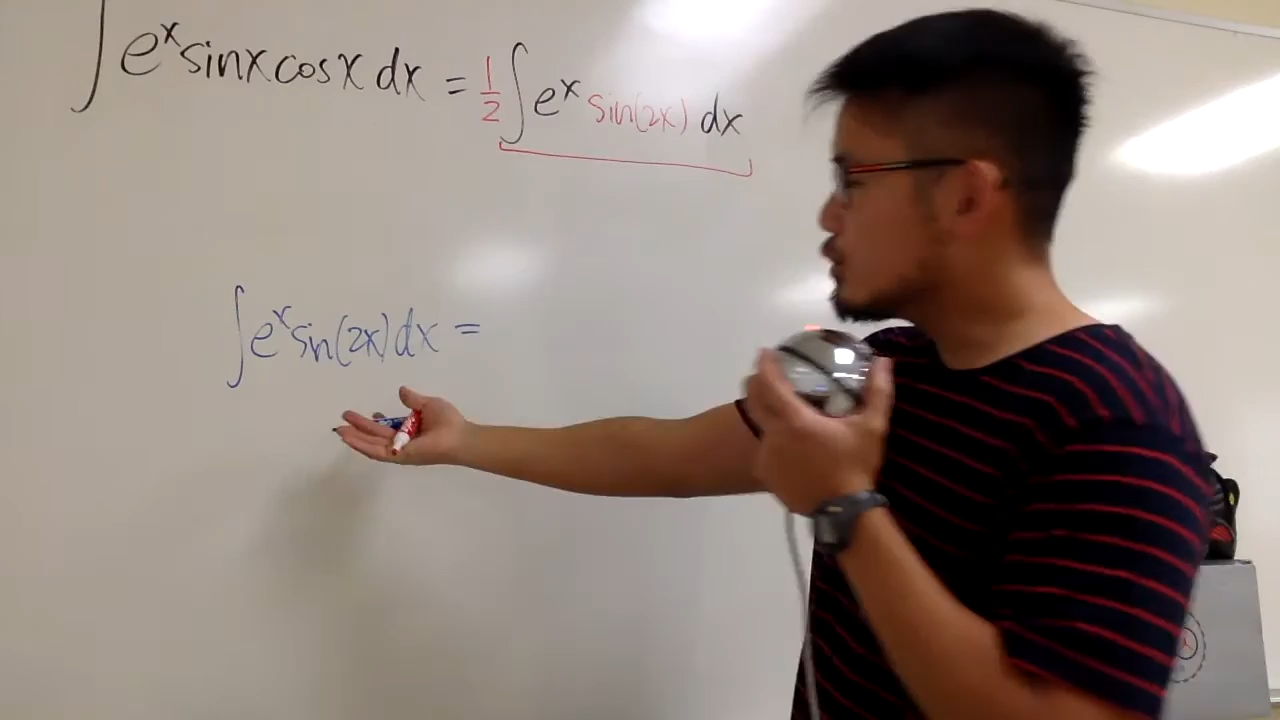 ∫ e^x sinx cosx dx = 1/2 ∫ e^x sin(2x) dx
∫ e^x sin(2x) dx =